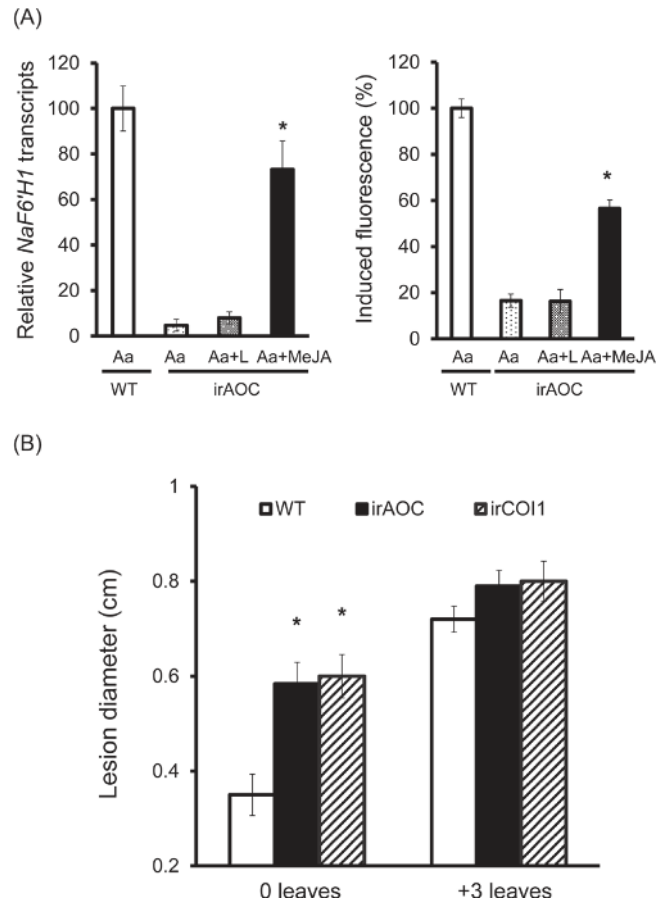 (A)
Relative NaF6'H1 transcripts
120
100
80
60
40
20
0
*
Aa Aa Aa+L Aa+MeJA
WT irAOC
Induced fluorescence (%)
120
100
80
60
40
20
0
*
Aa Aa Aa+L Aa+MeJA
WT irAOC
(B)
Lesion diameter (cm)
1
0.8
0.6
0.4
0.2
WT irAOC irCOI1
* *
0 leaves +3 leaves